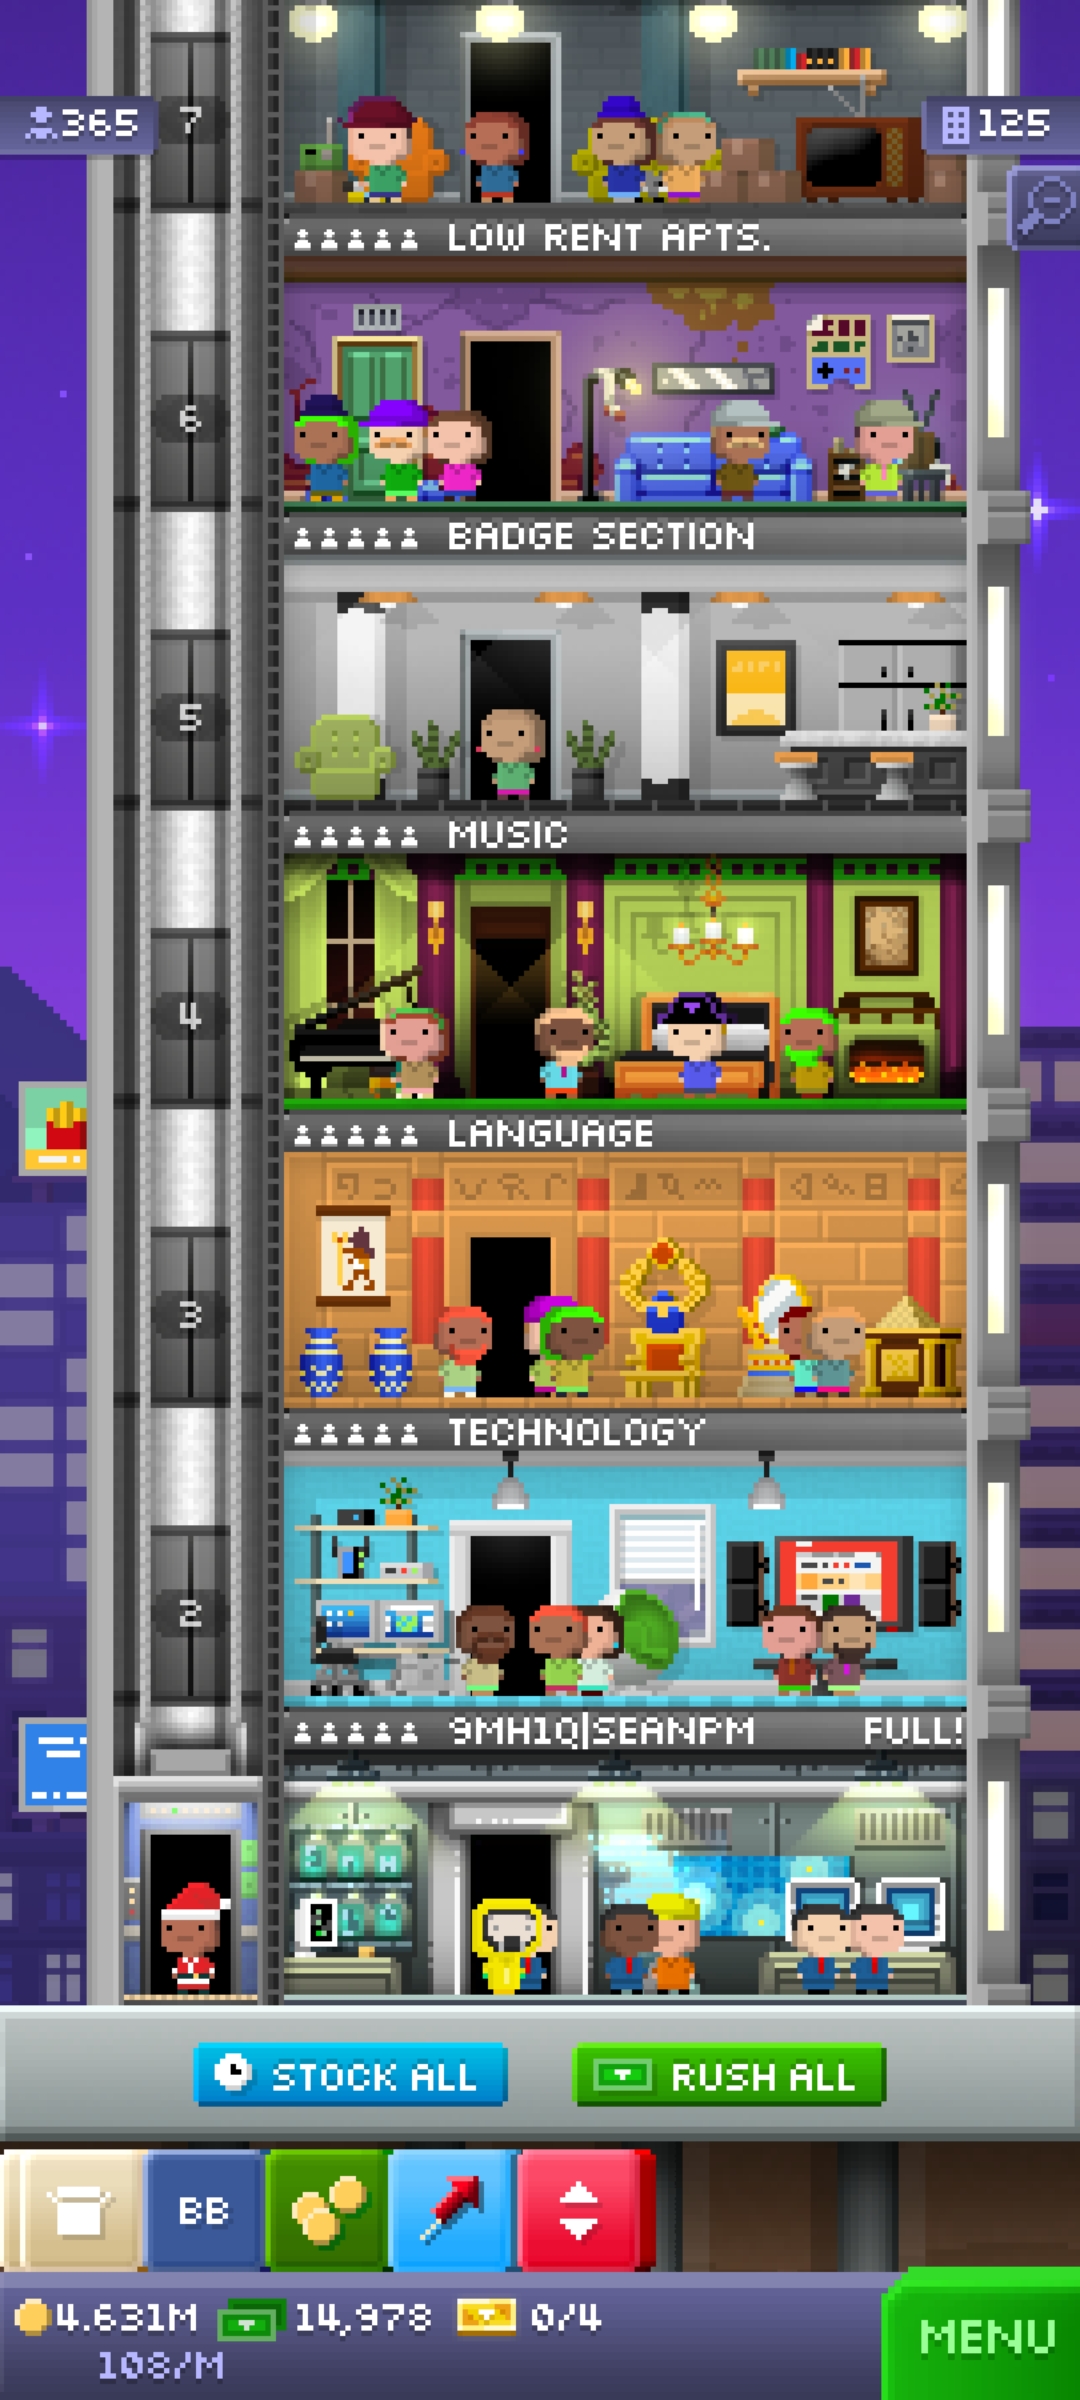 365
7
125
LOW RENT APTS.
6
BADGE SECTION
5
MUSIC
4
LANGUAGE
3
TECHNOLOGY
2
9MH1Q|SEANPM FULL!
STOCK ALL
RUSH ALL
BB
4.631M 14,978 0/4
108/M
MENU